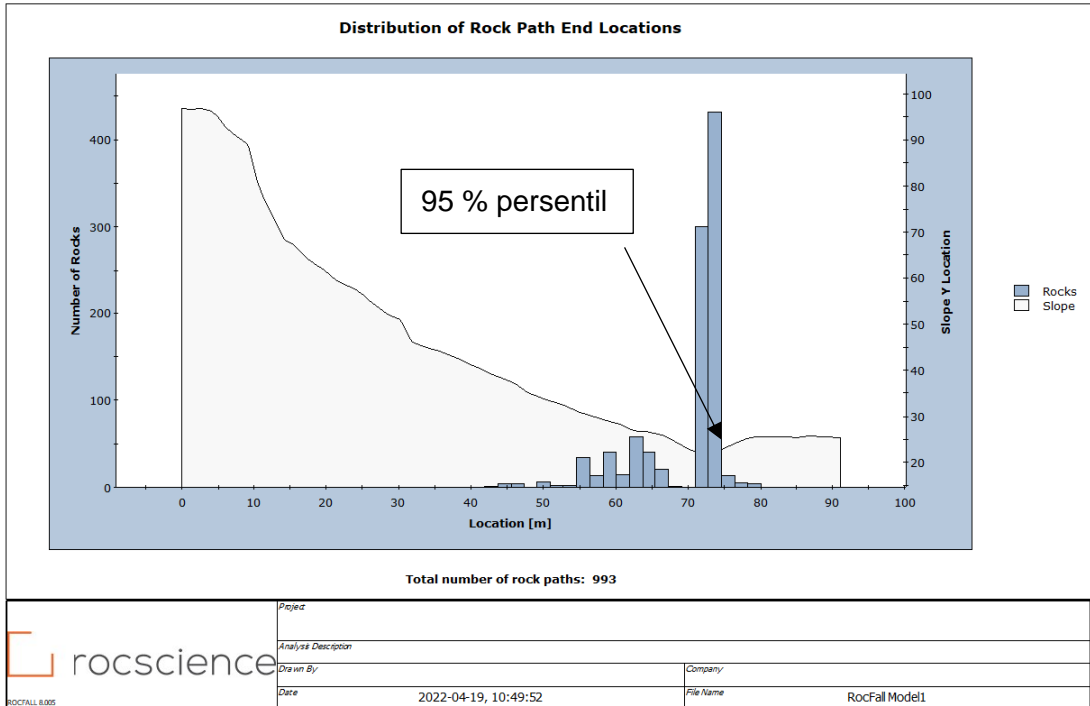 Distribution of Rock Path End Locations
95 % persentil
Number of Rocks
400
300
200
100
0
100
90
80
70
60
50
40
30
20
Slope Y Location
0 10 20 30 40 50 60 70 80 90 100
Location [m]
Rocks
Slope
Total number of rock paths: 993
rocscience
ROCFALL 8.005
Project
Analysis Description
Drawn By
Company
Date
2022-04-19, 10:49:52
File Name
RocFall Model1